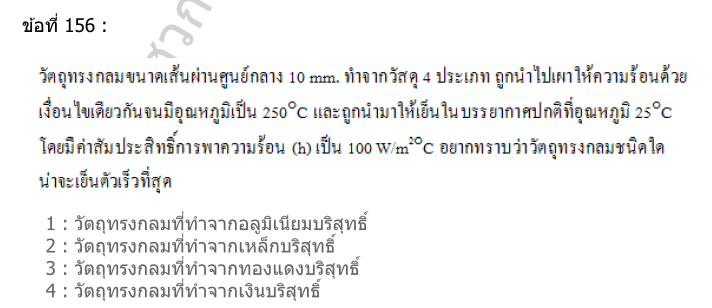 ข้อที่ 156 :
วัตถุทรงกลมขนาดเส้นผ่านศูนย์กลาง 10 mm. ทำจากวัสดุ 4 ประเภท ถูกนำไปเผาให้ความร้อนด้วย
เงื่อนไขเดียวกันจนมีอุณหภูมิเป็น 250°C และถูกนำมาให้เย็นในบรรยากาศปกติที่อุณหภูมิ 25°C
โดยมีค่าสัมประสิทธิ์การพาความร้อน (h) เป็น 100 W/m²°C อยากทราบว่าวัตถุทรงกลมชนิดใด
น่าจะเย็นตัวเร็วที่สุด
1 : วัตถุทรงกลมที่ทำจากอลูมิเนียมบริสุทธิ์
2 : วัตถุทรงกลมที่ทำจากเหล็กบริสุทธิ์
3 : วัตถุทรงกลมที่ทำจากทองแดงบริสุทธิ์
4 : วัตถุทรงกลมที่ทำจากเงินบริสุทธิ์